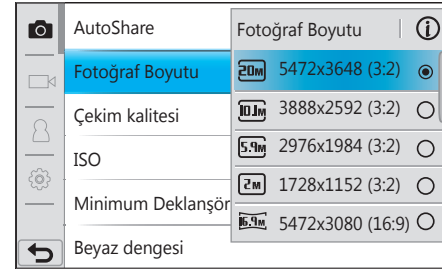 AutoShare
Fotoğraf Boyutu
Çekim kalitesi
ISO
Minimum Deklanşör
Beyaz dengesi
Fotoğraf Boyutu
20M 5472x3648 (3:2)
10.1M 3888x2592 (3:2)
5.9M 2976x1984 (3:2)
2M 1728x1152 (3:2)
16.9M 5472x3080 (16:9)